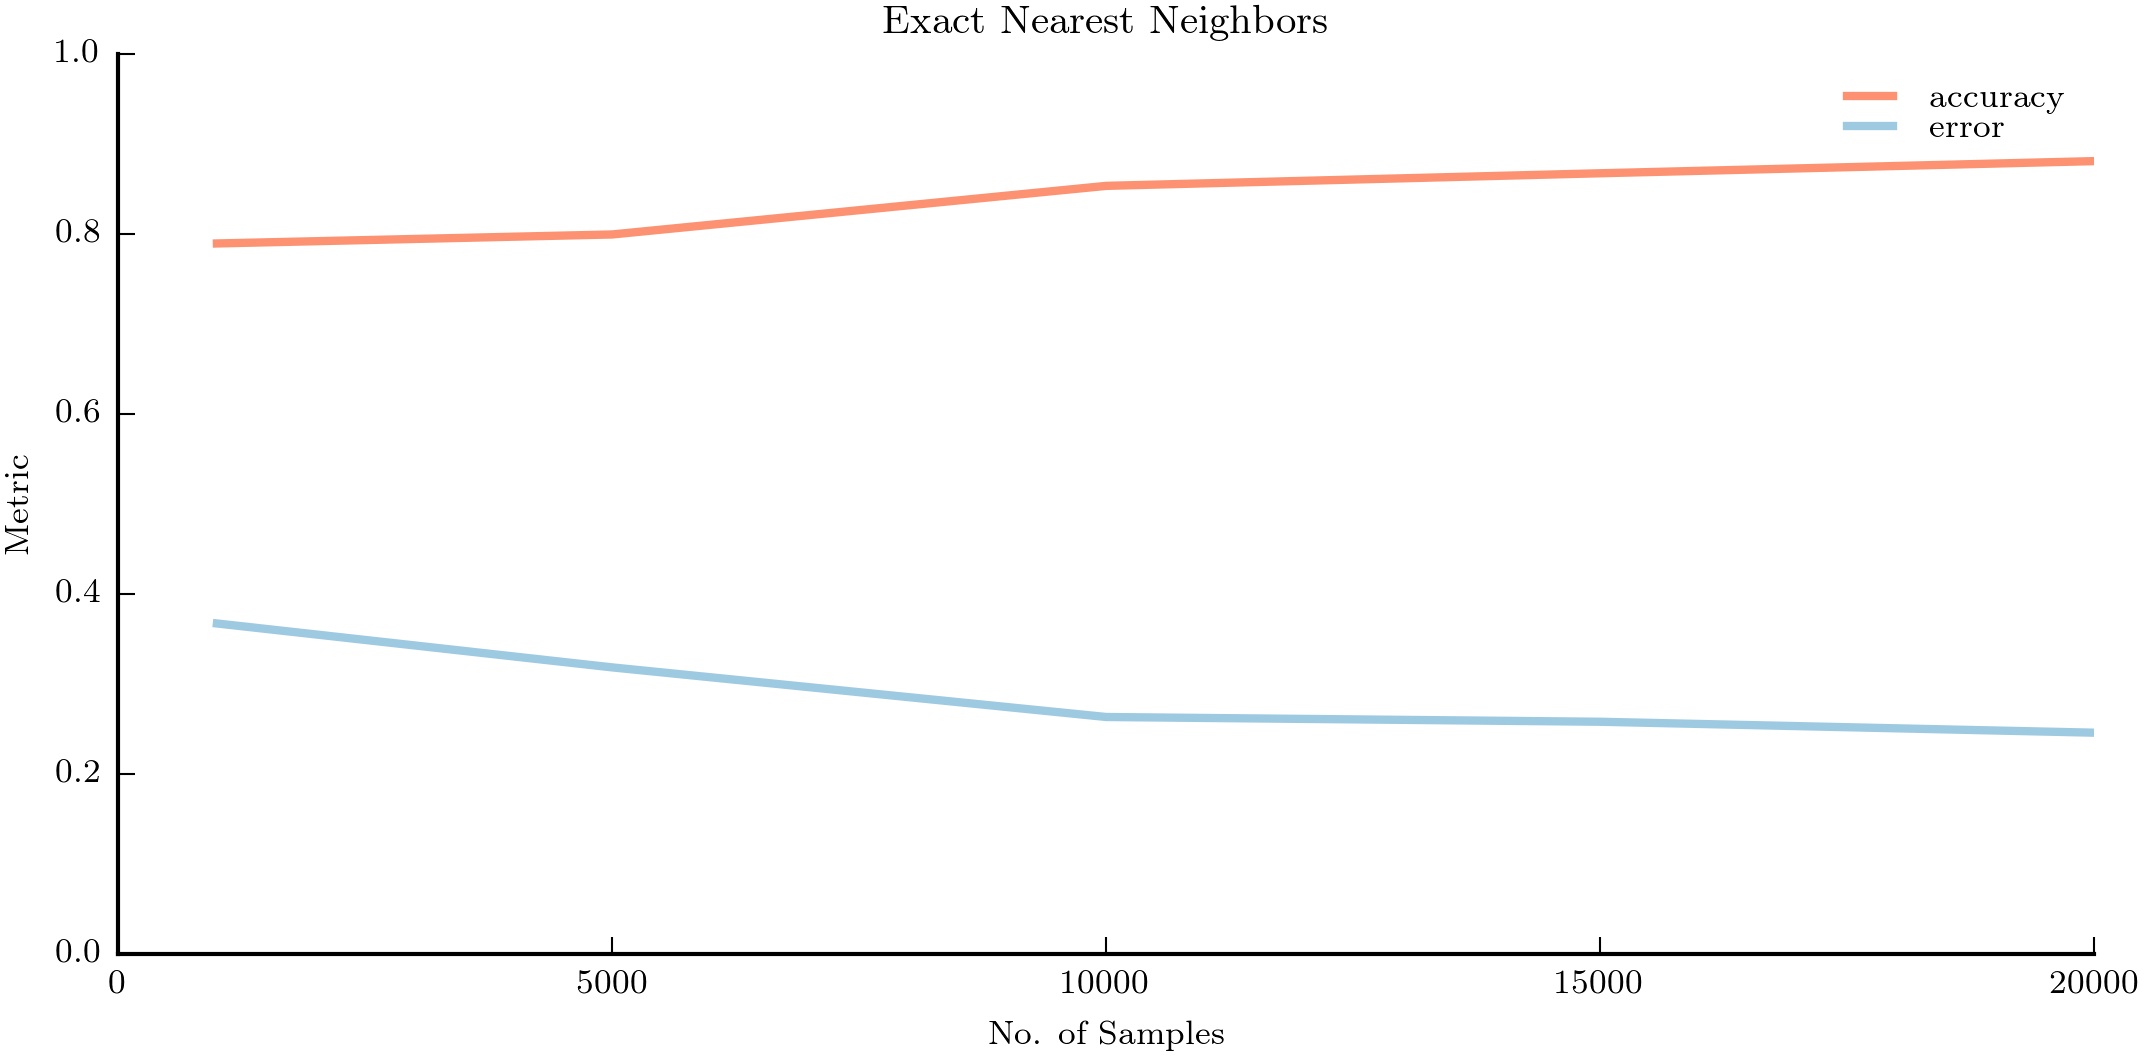 Exact Nearest Neighbors
1.0
0.8
0.6
0.4
0.2
0.0
Metric
accuracy
error
0 5000 10000 15000 20000
No. of Samples